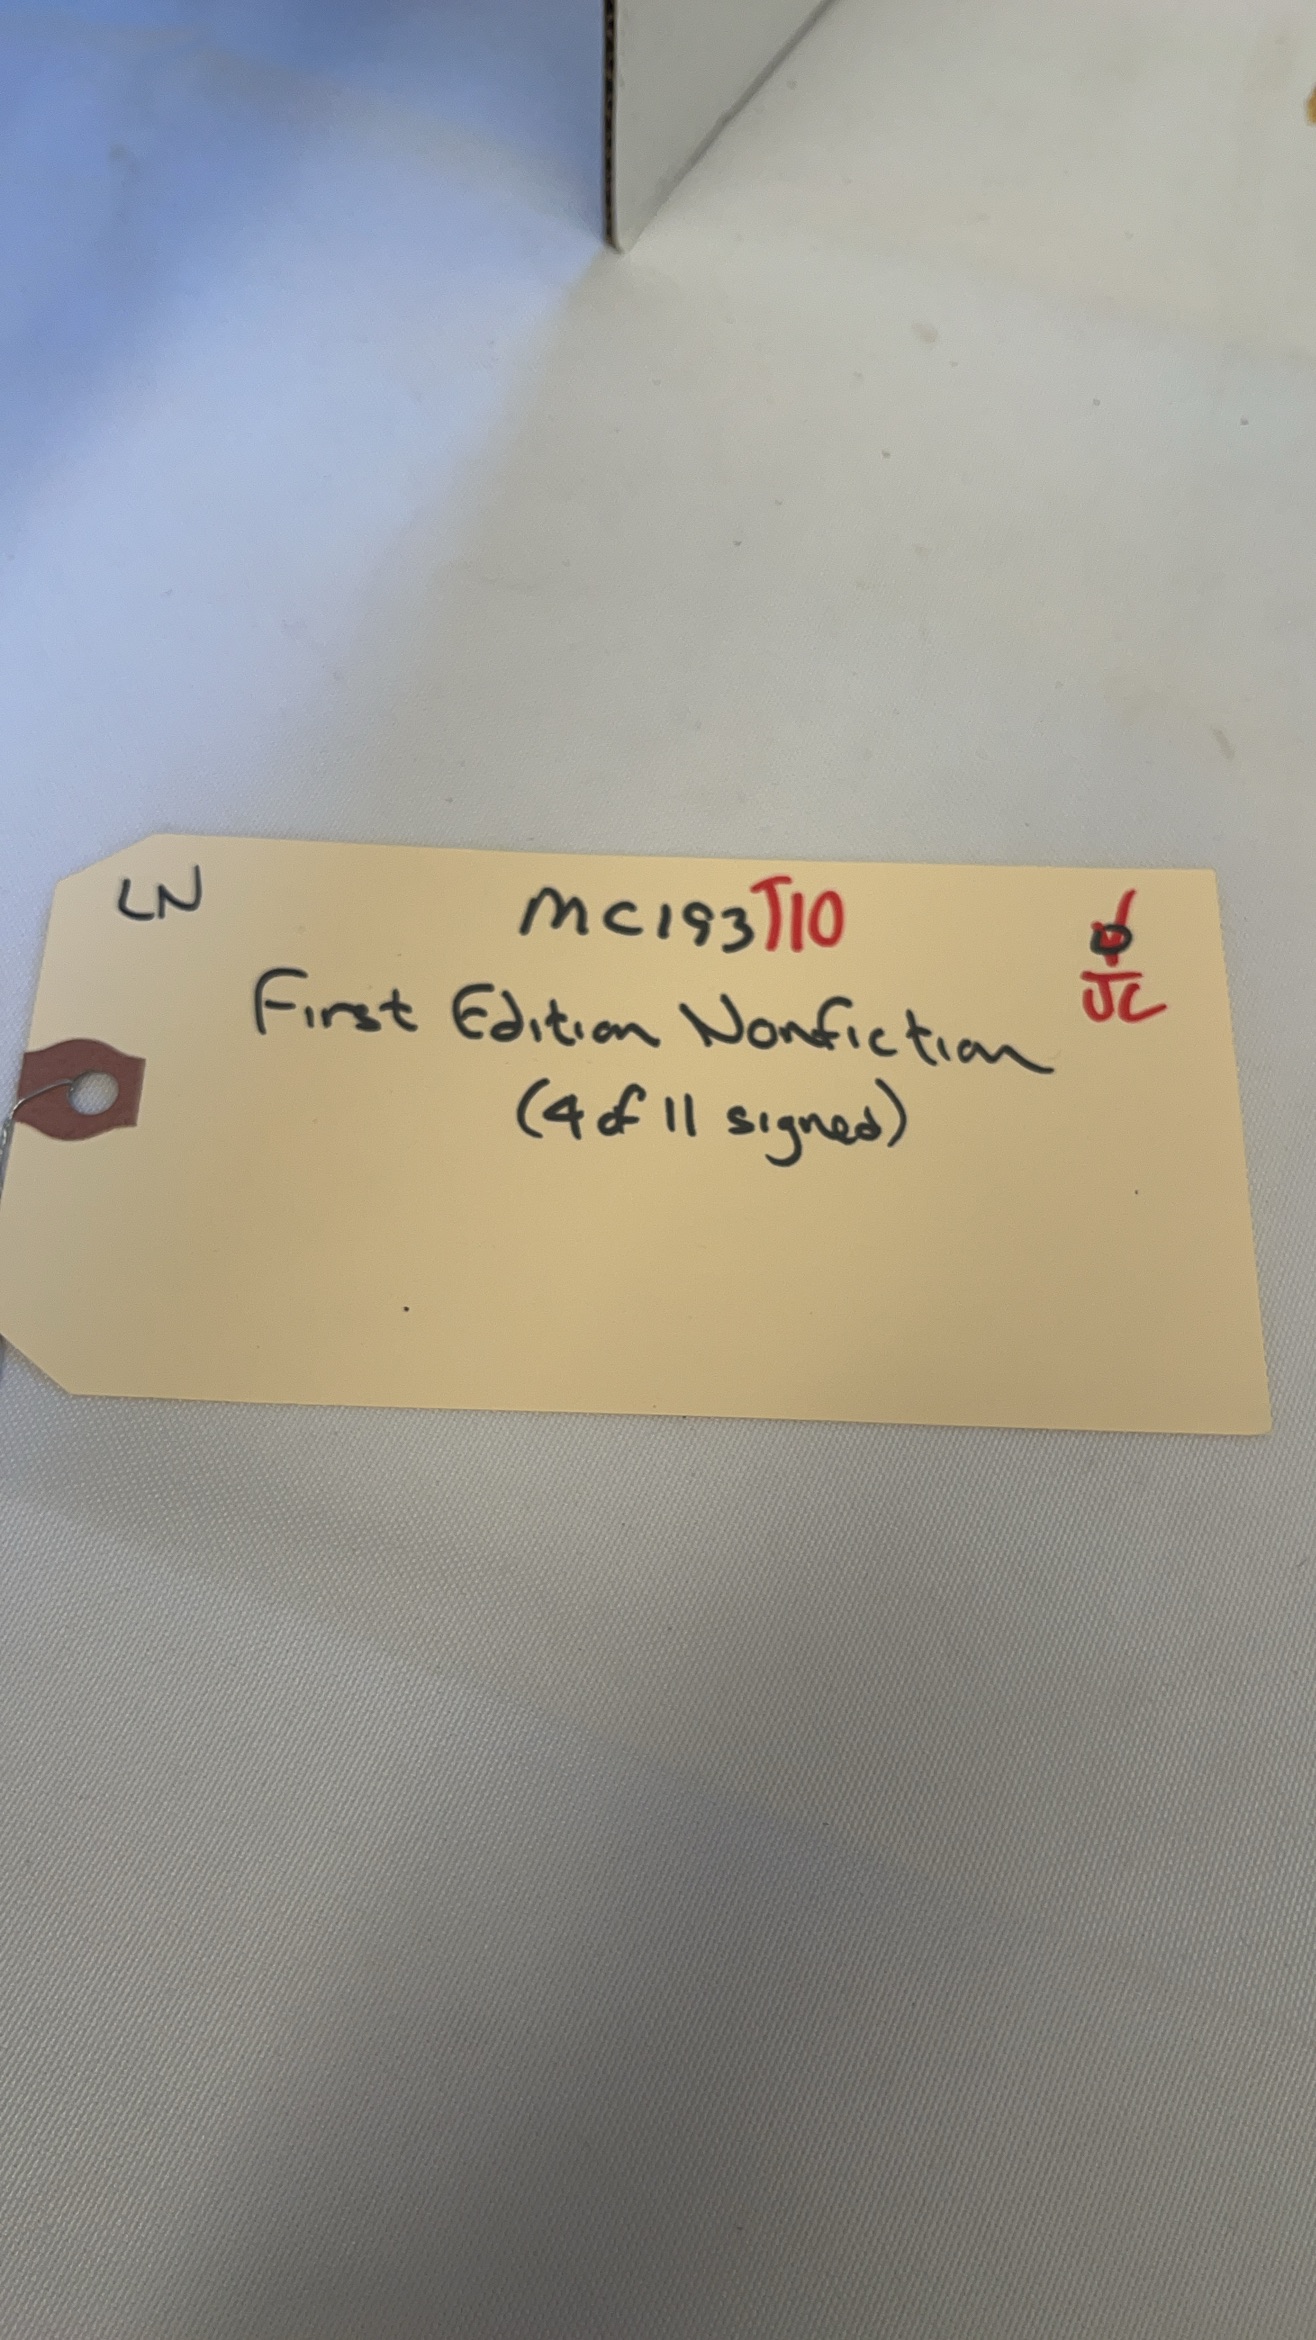 LN
MC193T10
JC
First Edition Nonfiction
(4 of 11 signed)